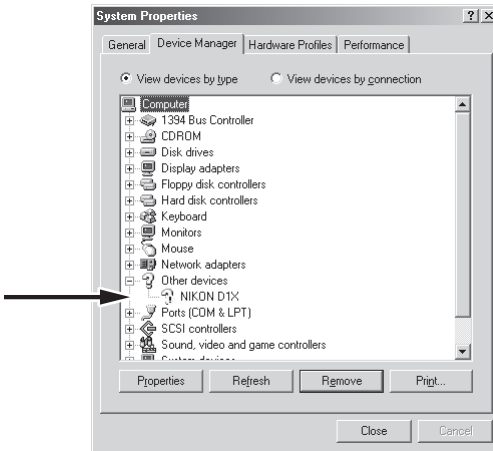 System Properties
General Device Manager Hardware Profiles Performance
View devices by type View devices by connection
Computer
1394 Bus Controller
CDROM
Disk drives
Display adapters
Floppy disk controllers
Hard disk controllers
Keyboard
Monitors
Mouse
Network adapters
Other devices
NIKON D1X
Ports (COM & LPT)
SCSI controllers
Sound, video and game controllers
System devices
Properties Refresh Remove Print...
Close Cancel